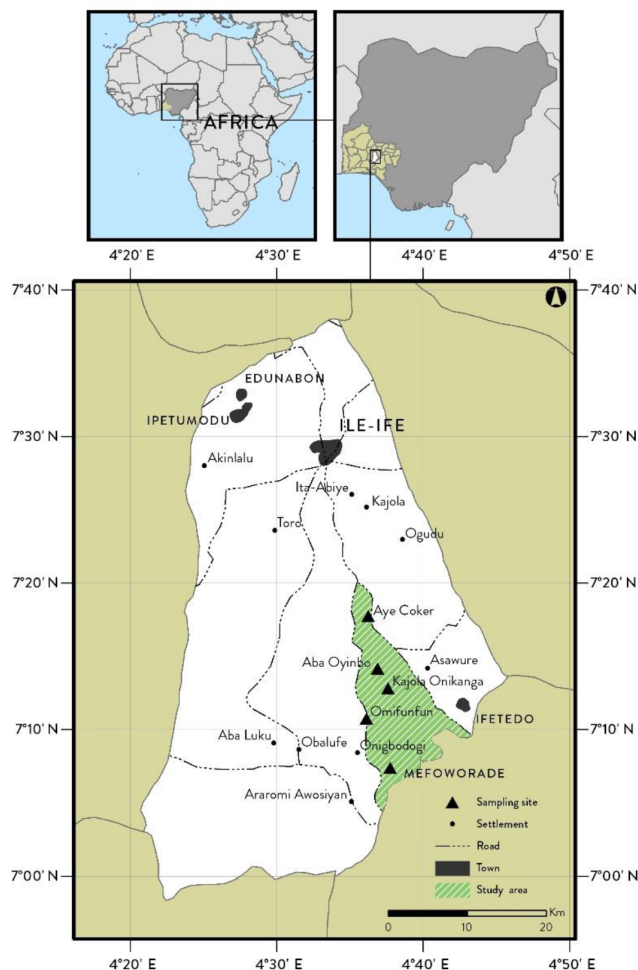 AFRICA
4°20' E
4°30' E
4°40' E
4°50' E
7°40' N
7°40' N
EDUNABON
IPETUMODU
ILE-IFE
7°30' N
7°30' N
Akinlalu
Ita-Abiye
Kajola
Toro
Ogudu
7°20' N
7°20' N
Aye Coker
Aba Oyinbo
Asawure
Kajola Onikanga
Omifunfun
IFETEDO
7°10' N
7°10' N
Aba Luku
Obalufe
Onigbodogi
MEFOWORADE
Araromi Awosiyan
Sampling site
Settlement
Road
Town
Study area
7°00' N
7°00' N
Km
0
10
20
4°20' E
4°30' E
4°40' E
4°50' E